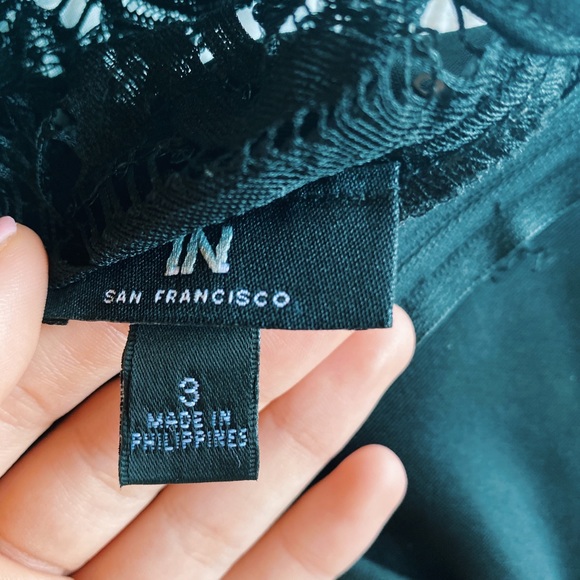 IN
SAN FRANCISCO
3
MADE IN
PHILIPPINES